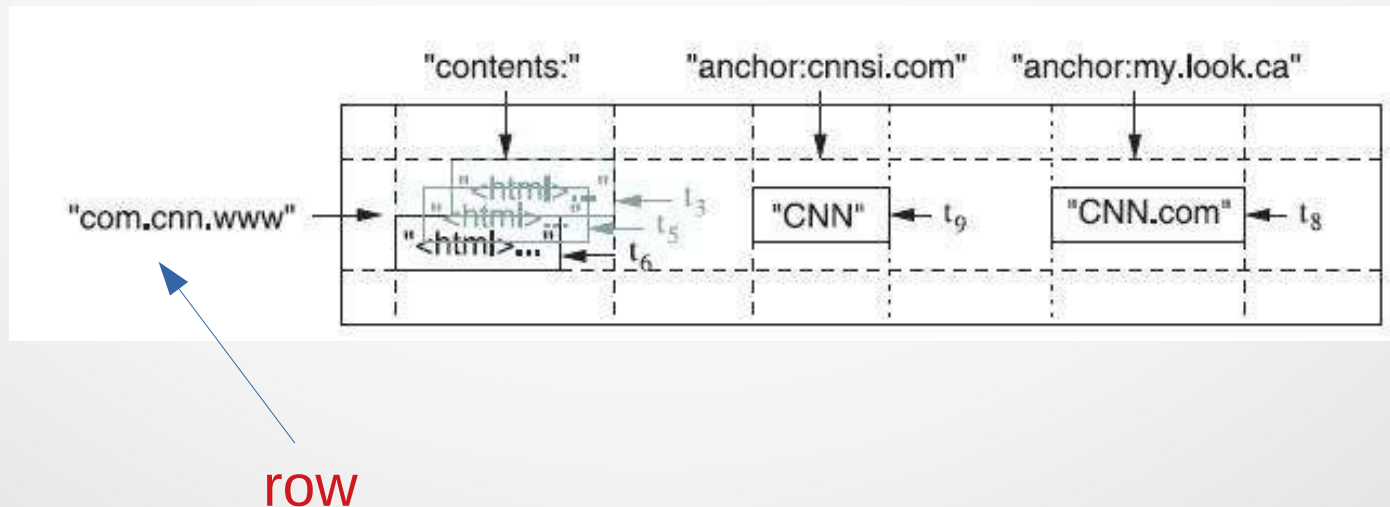 "contents:" "anchor:cnnsi.com" "anchor:my.look.ca"
"<html>..." t3
"com.cnn.www" "CNN" t9 "CNN.com" t8
"<html>..." t5
"<html>..." t6
row